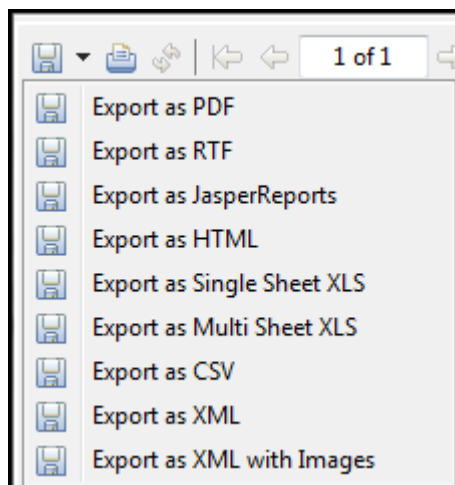 1 of 1
Export as PDF
Export as RTF
Export as JasperReports
Export as HTML
Export as Single Sheet XLS
Export as Multi Sheet XLS
Export as CSV
Export as XML
Export as XML with Images